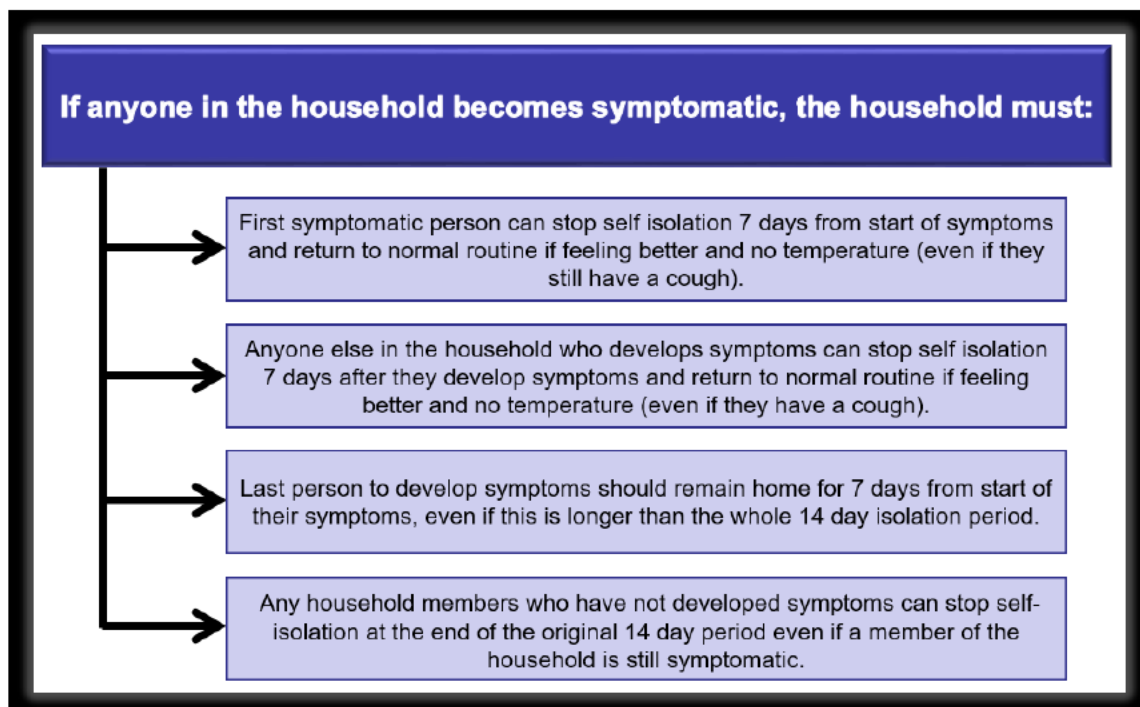 If anyone in the household becomes symptomatic, the household must:
First symptomatic person can stop self isolation 7 days from start of symptoms
and return to normal routine if feeling better and no temperature (even if they
still have a cough).
Anyone else in the household who develops symptoms can stop self isolation
7 days after they develop symptoms and return to normal routine if feeling
better and no temperature (even if they have a cough).
Last person to develop symptoms should remain home for 7 days from start of
their symptoms, even if this is longer than the whole 14 day isolation period.
Any household members who have not developed symptoms can stop self-
isolation at the end of the original 14 day period even if a member of the
household is still symptomatic.